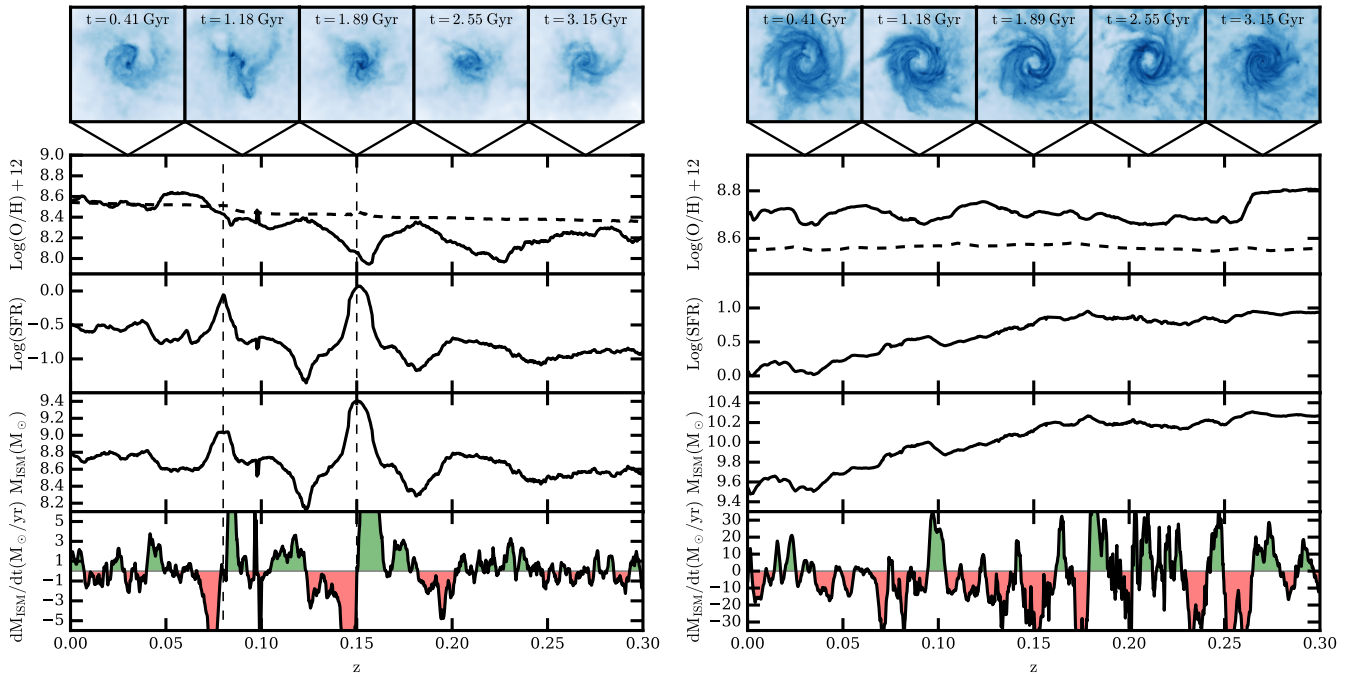 t = 0.41 Gyr t = 1.18 Gyr t = 1.89 Gyr t = 2.55 Gyr t = 3.15 Gyr
Log(O/H) + 12
9.0
8.6
8.4
8.2
8.0
Log(SFR)
0.0
−0.5
−1.0
M_ISM(M_⊙)
9.4
9.2
9.0
8.8
8.6
8.4
8.2
dM_ISM/dt(M_⊙/yr)
5
3
1
−1
−3
−5
0.00 0.05 0.10 0.15 0.20 0.25 0.30
z
t = 0.41 Gyr t = 1.18 Gyr t = 1.89 Gyr t = 2.55 Gyr t = 3.15 Gyr
Log(O/H) + 12
8.8
8.6
Log(SFR)
1.0
0.5
0.0
M_ISM(M_⊙)
10.4
10.2
10.0
9.8
9.6
9.4
dM_ISM/dt(M_⊙/yr)
30
20
10
0
−10
−20
−30
0.00 0.05 0.10 0.15 0.20 0.25 0.30
z